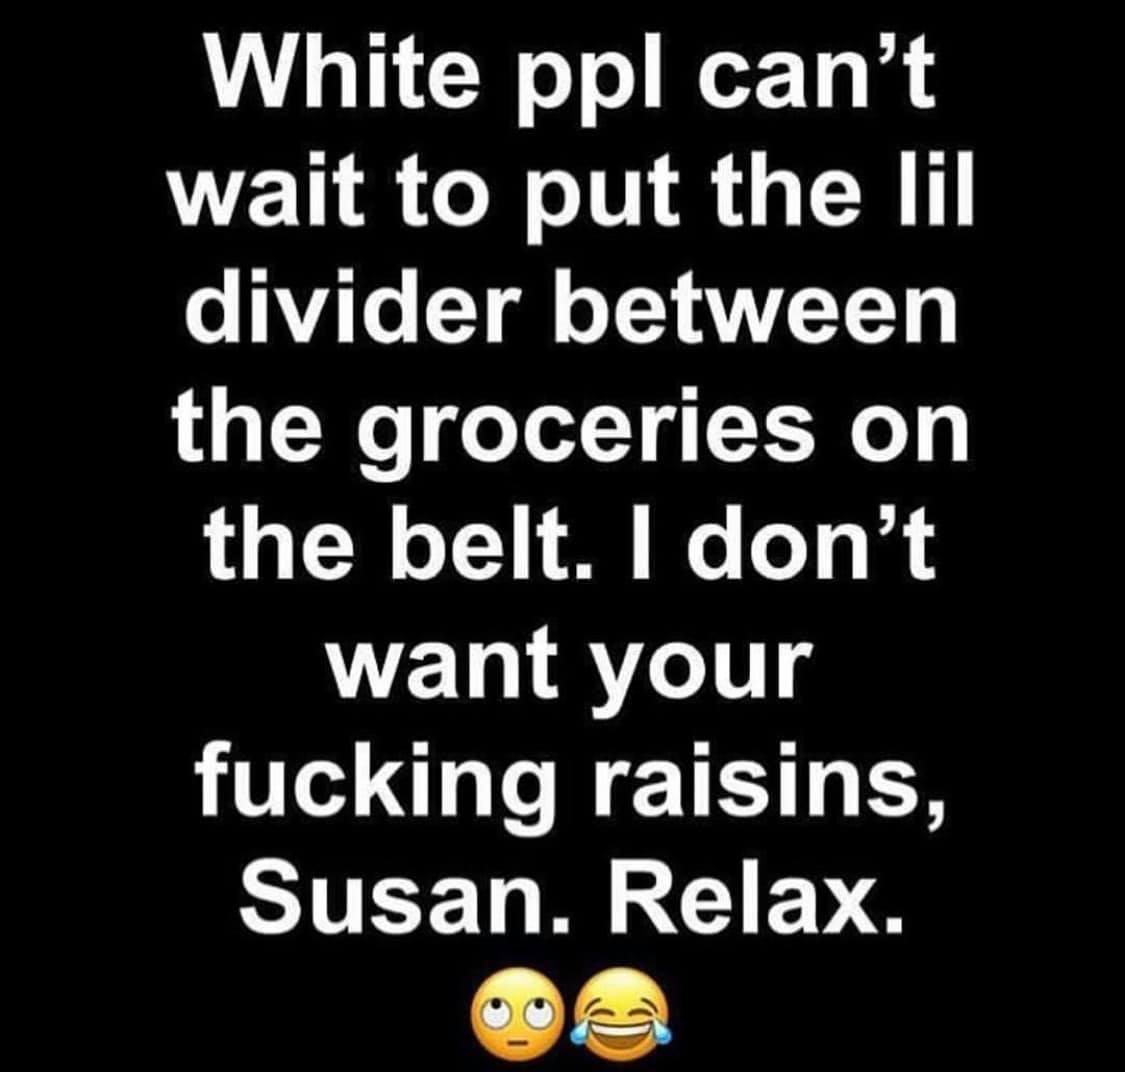 White ppl can’t
wait to put the lil
divider between
the groceries on
the belt. I don’t
want your
fucking raisins,
Susan. Relax.
🙄😂